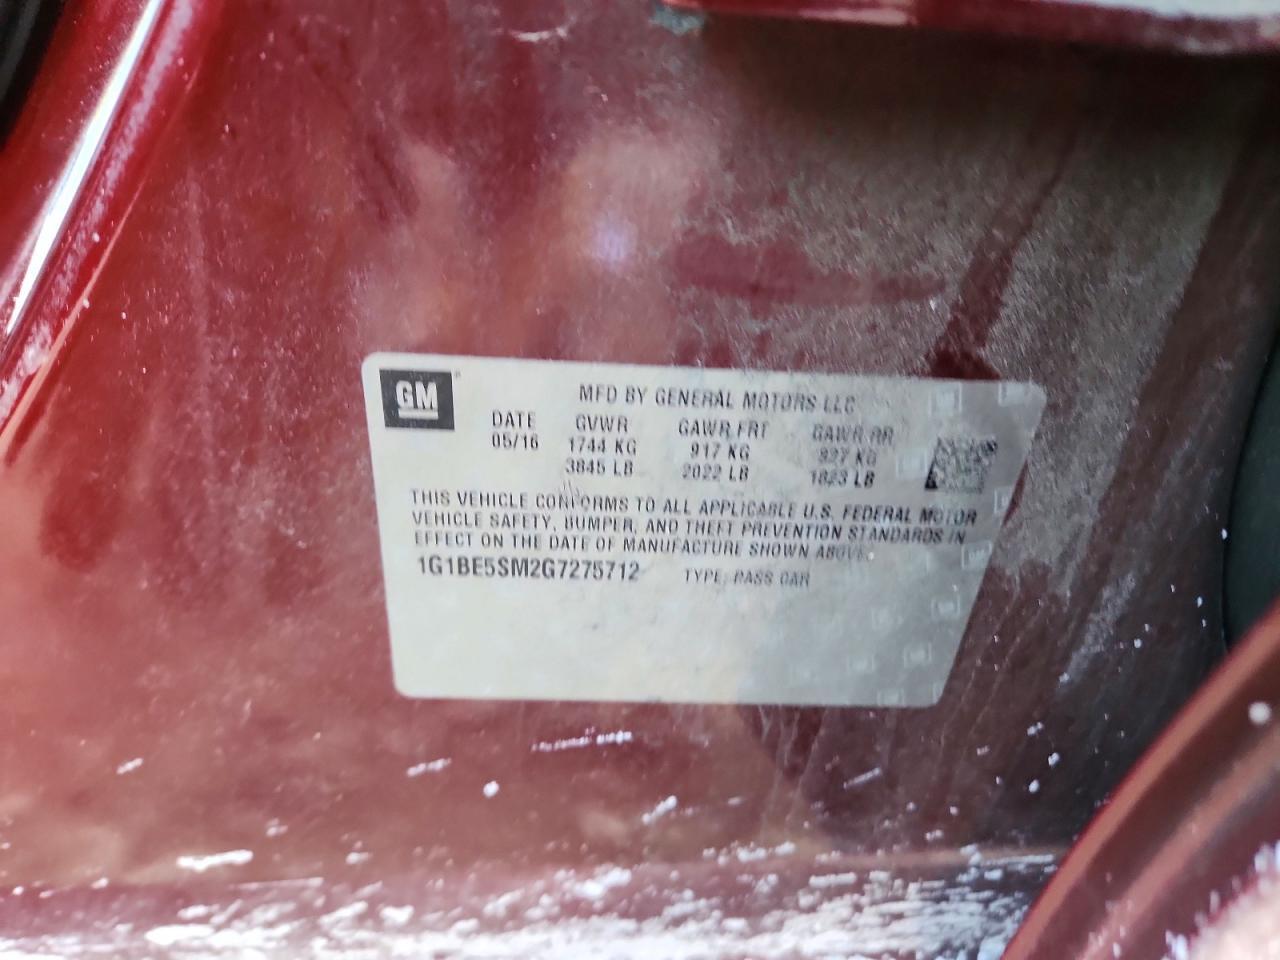 GM
MFD BY GENERAL MOTORS LLC
DATE GVWR GAWR FRT GAWR RR
05/16 1744 KG 917 KG 827 KG
3845 LB 2022 LB 1823 LB
THIS VEHICLE CONFORMS TO ALL APPLICABLE U.S. FEDERAL MOTOR
VEHICLE SAFETY, BUMPER, AND THEFT PREVENTION STANDARDS IN
EFFECT ON THE DATE OF MANUFACTURE SHOWN ABOVE.
1G1BE5SM2G7275712 TYPE: PASS CAR